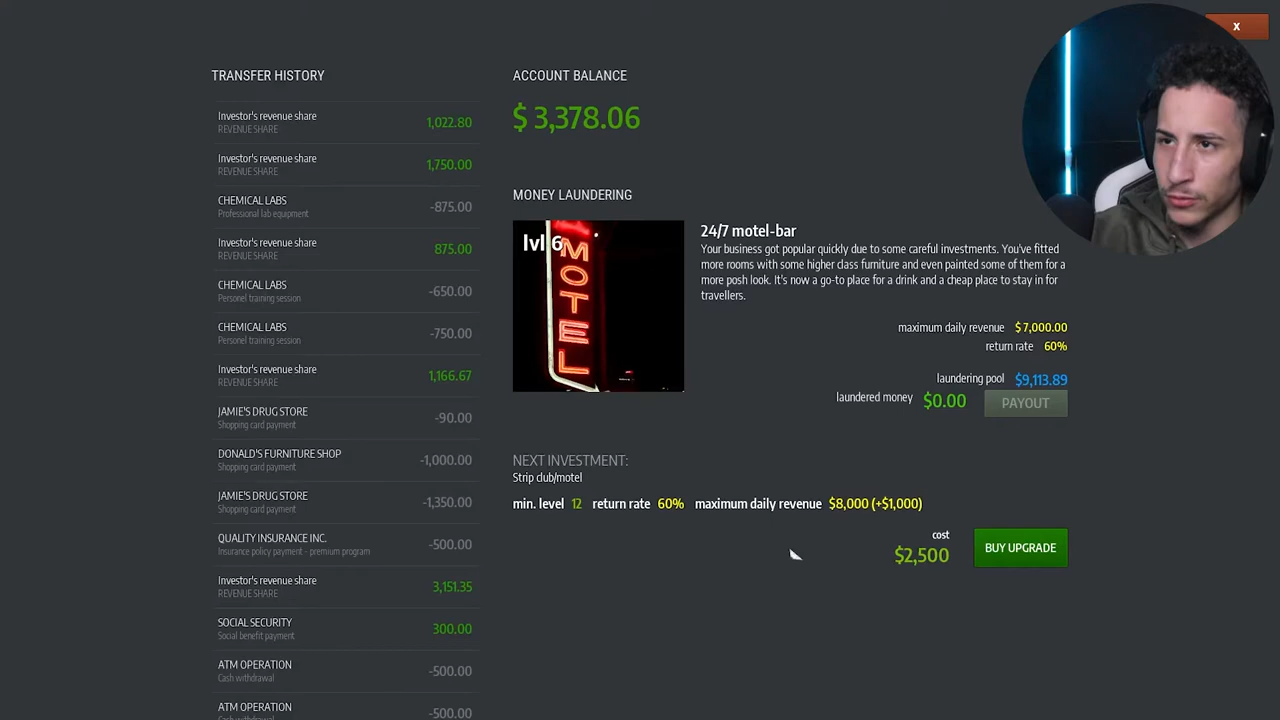 X
TRANSFER HISTORY
Investor's revenue share
REVENUE SHARE
1,022.80
Investor's revenue share
REVENUE SHARE
1,750.00
CHEMICAL LABS
Professional lab equipment
-875.00
Investor's revenue share
REVENUE SHARE
875.00
CHEMICAL LABS
Personel training session
-650.00
CHEMICAL LABS
Personel training session
-750.00
Investor's revenue share
REVENUE SHARE
1,166.67
JAMIE'S DRUG STORE
Shopping card payment
-90.00
DONALD'S FURNITURE SHOP
Shopping card payment
-1,000.00
JAMIE'S DRUG STORE
Shopping card payment
-1,350.00
QUALITY INSURANCE INC.
Insurance policy payment - premium program
-500.00
Investor's revenue share
REVENUE SHARE
3,151.35
SOCIAL SECURITY
Social benefit payment
300.00
ATM OPERATION
Cash withdrawal
-500.00
ATM OPERATION
Cash withdrawal
-500.00
ACCOUNT BALANCE
$ 3,378.06
MONEY LAUNDERING
lvl 6
MOTEL
24/7 motel-bar
Your business got popular quickly due to some careful investments. You've fitted
more rooms with some higher class furniture and even painted some of them for a
more posh look. It's now a go-to place for a drink and a cheap place to stay in for
travellers.
maximum daily revenue $ 7,000.00
return rate 60%
laundering pool $9,113.89
laundered money $0.00 PAYOUT
NEXT INVESTMENT:
Strip club/motel
min. level 12 return rate 60% maximum daily revenue $8,000 (+$1,000)
cost
$2,500
BUY UPGRADE